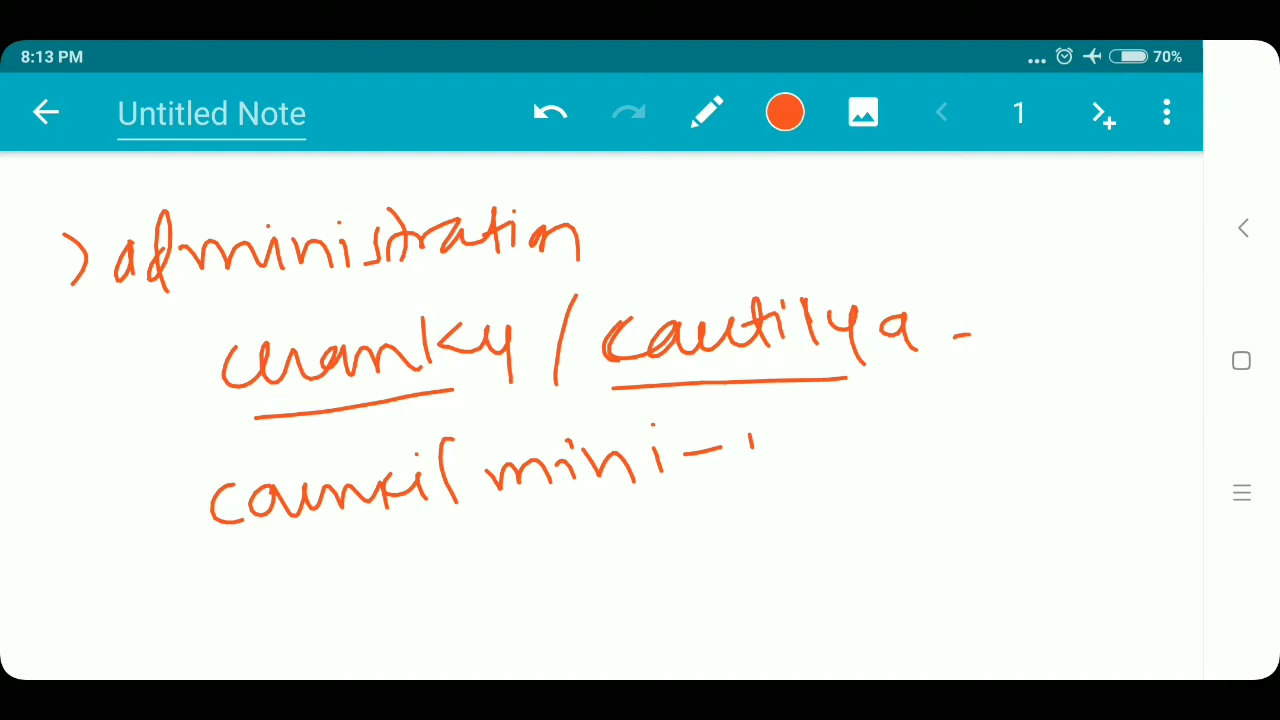 8:13 PM
70%
Untitled Note
1
> administration
chanky / cautilya -
council mini - '